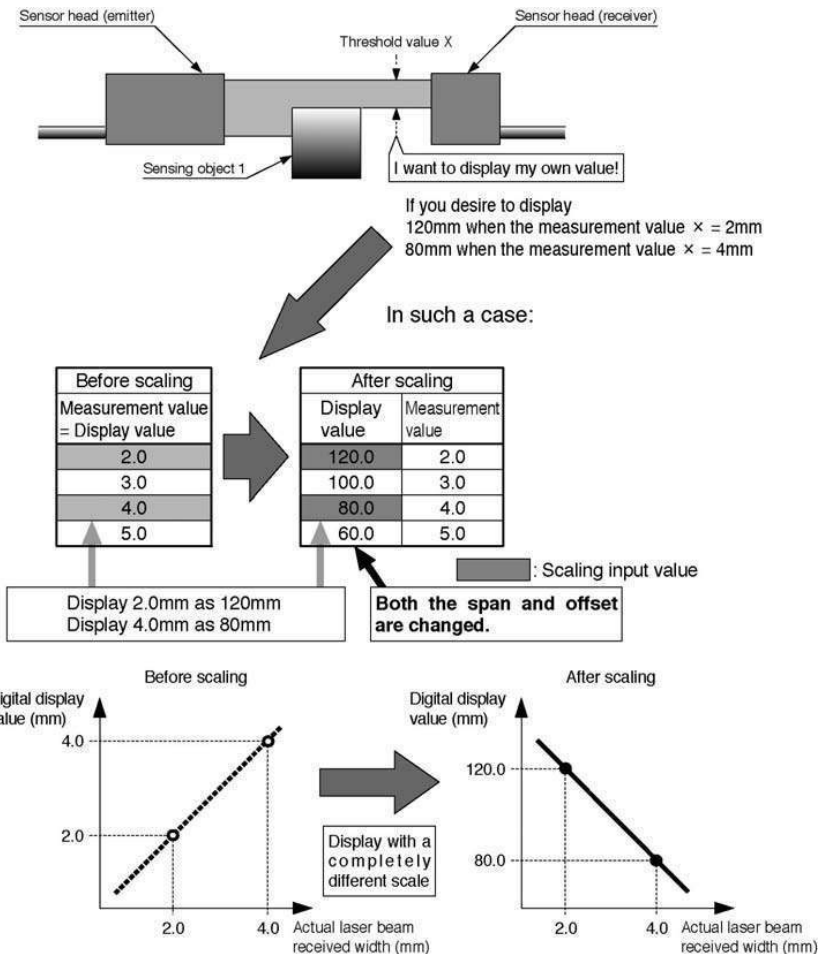 Sensor head (emitter)
Sensor head (receiver)
Threshold value X
Sensing object 1
I want to display my own value!
If you desire to display
120mm when the measurement value × = 2mm
80mm when the measurement value × = 4mm
In such a case:
Before scaling
Measurement value
= Display value
2.0
3.0
4.0
5.0
After scaling
Display value
Measurement value
120.0 2.0
100.0 3.0
80.0 4.0
60.0 5.0
: Scaling input value
Display 2.0mm as 120mm
Display 4.0mm as 80mm
Both the span and offset
are changed.
Before scaling
igital display
alue (mm)
4.0
2.0
2.0
4.0
Actual laser beam
received width (mm)
Display with a
completely
different scale
After scaling
Digital display
value (mm)
120.0
80.0
2.0
4.0
Actual laser beam
received width (mm)